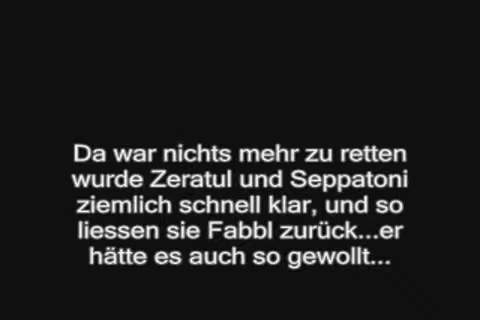 Da war nichts mehr zu retten
wurde Zeratul und Seppatoni
ziemlich schnell klar, und so
liessen sie Fabbl zurück...er
hätte es auch so gewollt...